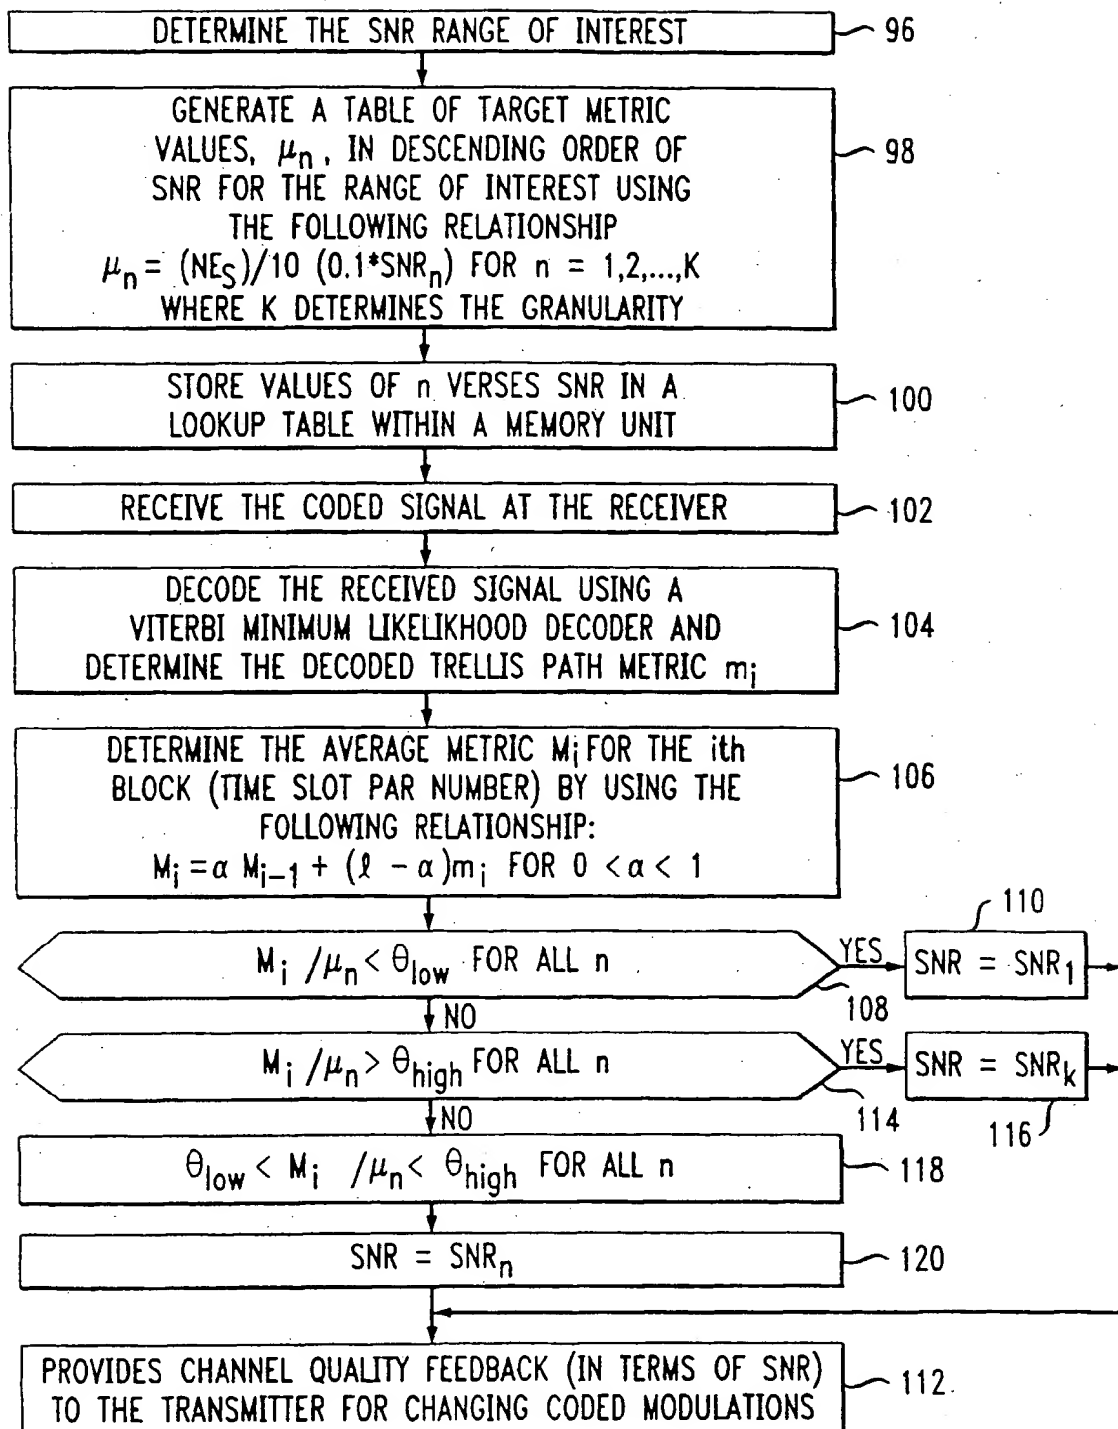 DETERMINE THE SNR RANGE OF INTEREST
96
GENERATE A TABLE OF TARGET METRIC
VALUES, μn, IN DESCENDING ORDER OF
SNR FOR THE RANGE OF INTEREST USING
THE FOLLOWING RELATIONSHIP
μn = (NES)/10 (0.1*SNRn) FOR n = 1,2,...,K
WHERE K DETERMINES THE GRANULARITY
98
STORE VALUES OF n VERSES SNR IN A
LOOKUP TABLE WITHIN A MEMORY UNIT
100
RECEIVE THE CODED SIGNAL AT THE RECEIVER
102
DECODE THE RECEIVED SIGNAL USING A
VITERBI MINIMUM LIKELIKHOOD DECODER AND
DETERMINE THE DECODED TRELLIS PATH METRIC mi
104
DETERMINE THE AVERAGE METRIC Mi FOR THE ith
BLOCK (TIME SLOT PAR NUMBER) BY USING THE
FOLLOWING RELATIONSHIP:
Mi = α Mi-1 + (ℓ - α)mi FOR 0 < α < 1
106
Mi /μn < θlow FOR ALL n
108
YES
SNR = SNR1
110
NO
Mi /μn > θhigh FOR ALL n
114
YES
SNR = SNRk
116
NO
θlow < Mi /μn < θhigh FOR ALL n
118
SNR = SNRn
120
PROVIDES CHANNEL QUALITY FEEDBACK (IN TERMS OF SNR)
TO THE TRANSMITTER FOR CHANGING CODED MODULATIONS
112